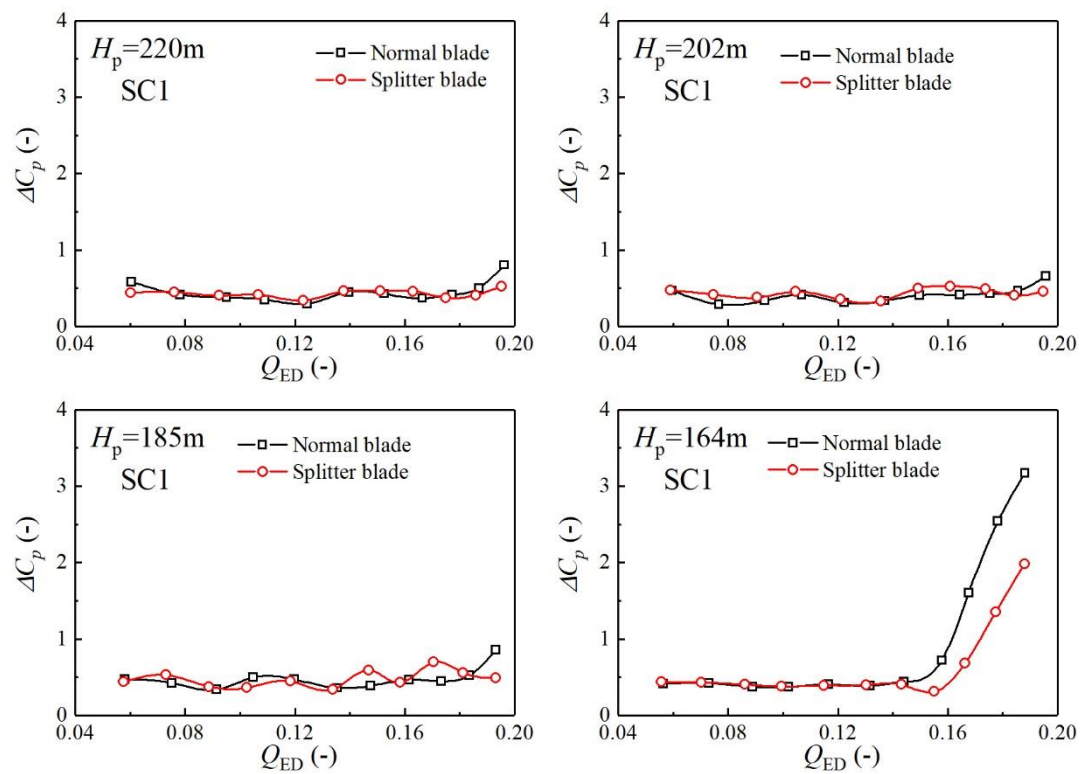 4
3
2
1
0
ΔCp (-)
Hp=220m
SC1
Normal blade
Splitter blade
0.04 0.08 0.12 0.16 0.20
QED (-)
4
3
2
1
0
ΔCp (-)
Hp=202m
SC1
Normal blade
Splitter blade
0.04 0.08 0.12 0.16 0.20
QED (-)
4
3
2
1
0
ΔCp (-)
Hp=185m
SC1
Normal blade
Splitter blade
0.04 0.08 0.12 0.16 0.20
QED (-)
4
3
2
1
0
ΔCp (-)
Hp=164m
SC1
Normal blade
Splitter blade
0.04 0.08 0.12 0.16 0.20
QED (-)